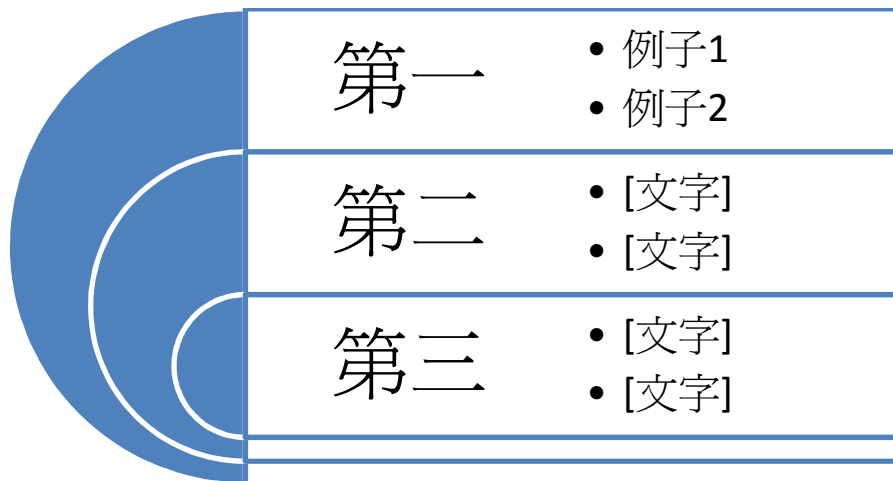 第一
• 例子1
• 例子2
第二
• [文字]
• [文字]
第三
• [文字]
• [文字]